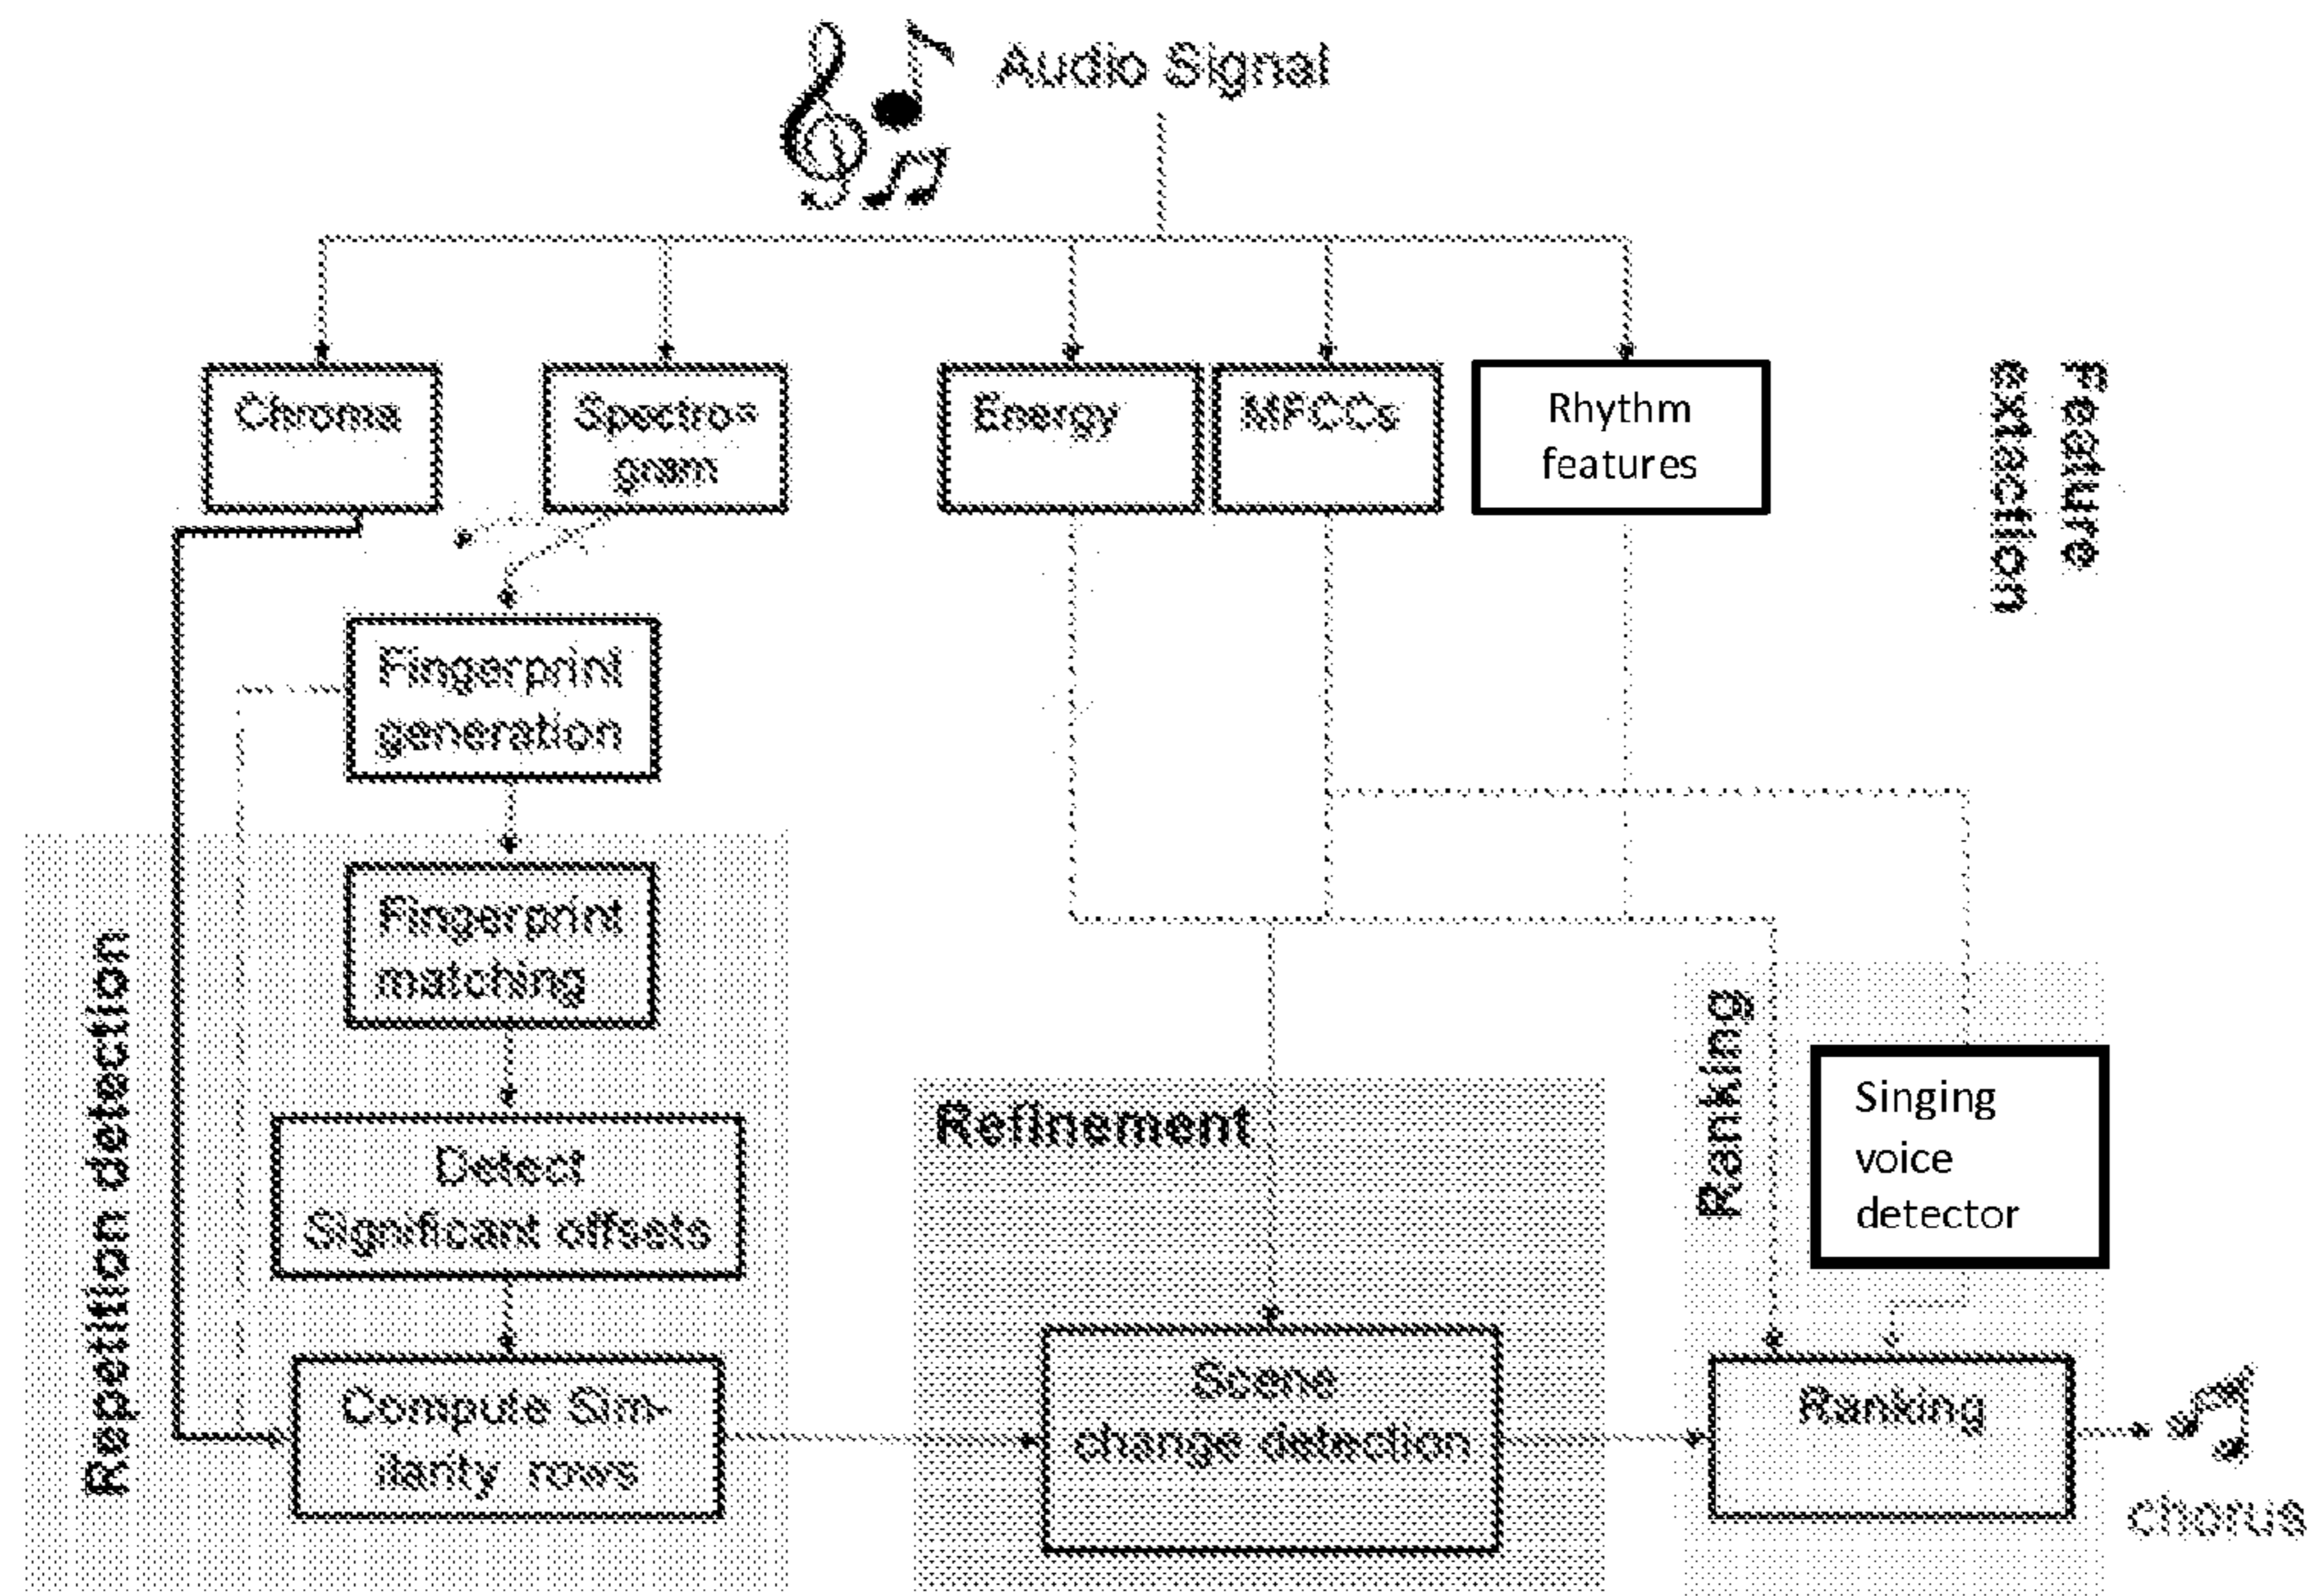 Audio Signal
Chroma
Spectro-
gram
Energy
MFCCs
Rhythm
features
Feature
extaction
Fingerprint
generation
Fingerprint
matching
Repetition detection
Detect
Significant offsets
Compute Sim-
ilarity rows
Refinement
Scene
change detection
Ranking
Singing
voice
detector
Ranking
chorus